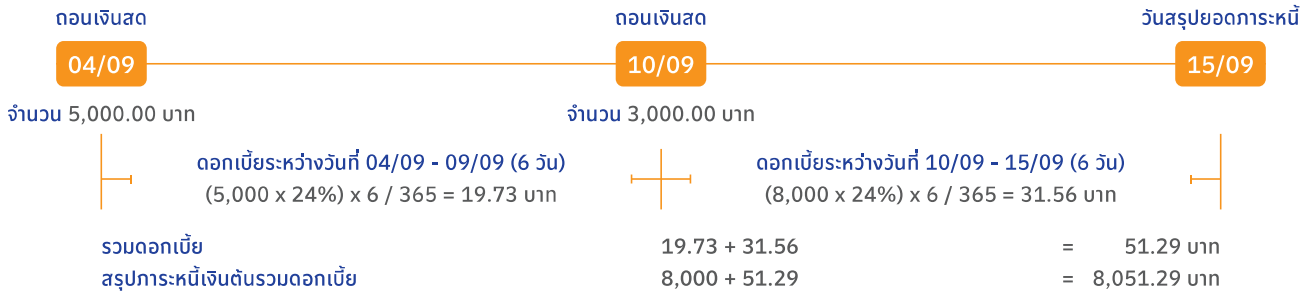 ถอนเงินสด ถอนเงินสด วันสรุปยอดภาระหนี้
04/09 10/09 15/09
จำนวน 5,000.00 บาท จำนวน 3,000.00 บาท
ดอกเบี้ยระหว่างวันที่ 04/09 - 09/09 (6 วัน) ดอกเบี้ยระหว่างวันที่ 10/09 - 15/09 (6 วัน)
(5,000 x 24%) x 6 / 365 = 19.73 บาท (8,000 x 24%) x 6 / 365 = 31.56 บาท
รวมดอกเบี้ย 19.73 + 31.56 = 51.29 บาท
สรุปภาระหนี้เงินต้นรวมดอกเบี้ย 8,000 + 51.29 = 8,051.29 บาท